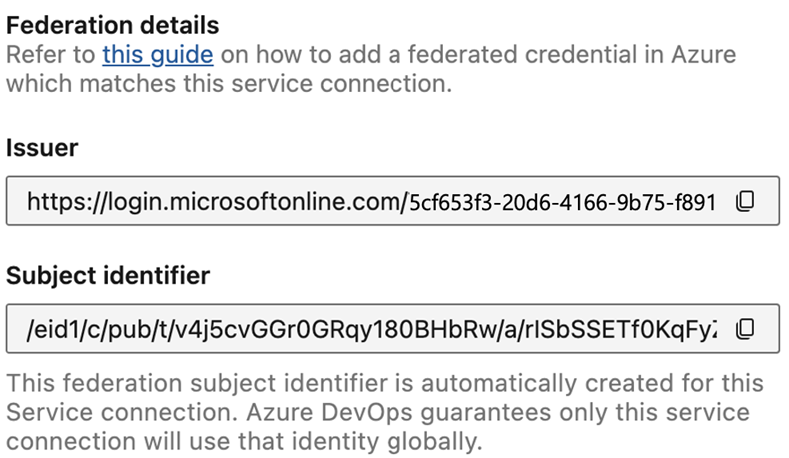 Federation details
Refer to this guide on how to add a federated credential in Azure
which matches this service connection.
Issuer
https://login.microsoftonline.com/5cf653f3-20d6-4166-9b75-f891
Subject identifier
/eid1/c/pub/t/v4j5cvGGr0GRqy180BHbRw/a/rISbSSETf0KqFyZ
This federation subject identifier is automatically created for this
Service connection. Azure DevOps guarantees only this service
connection will use that identity globally.